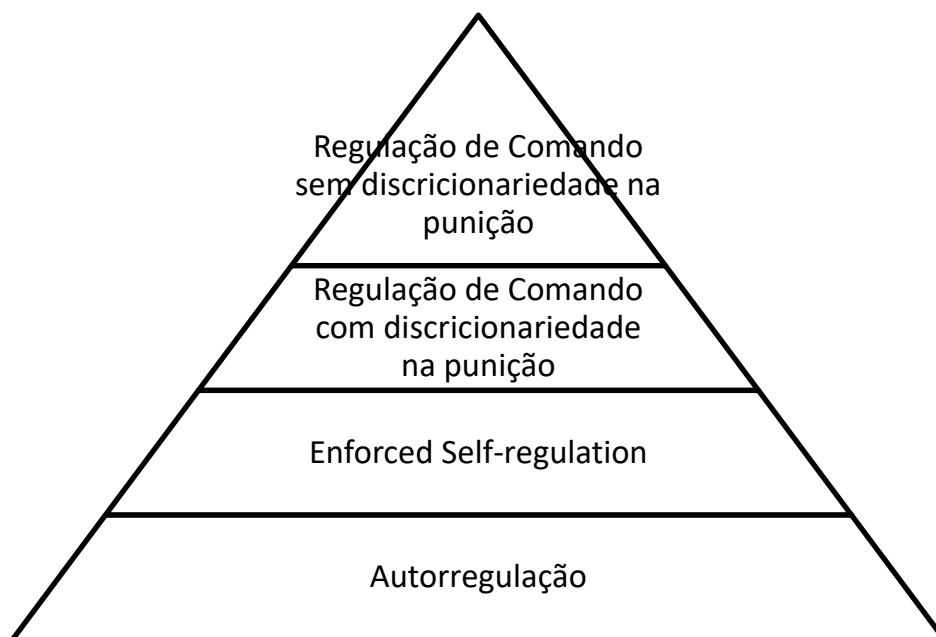 Regulação de Comando
sem discricionariedade na
punição
Regulação de Comando
com discricionariedade
na punição
Enforced Self-regulation
Autorregulação